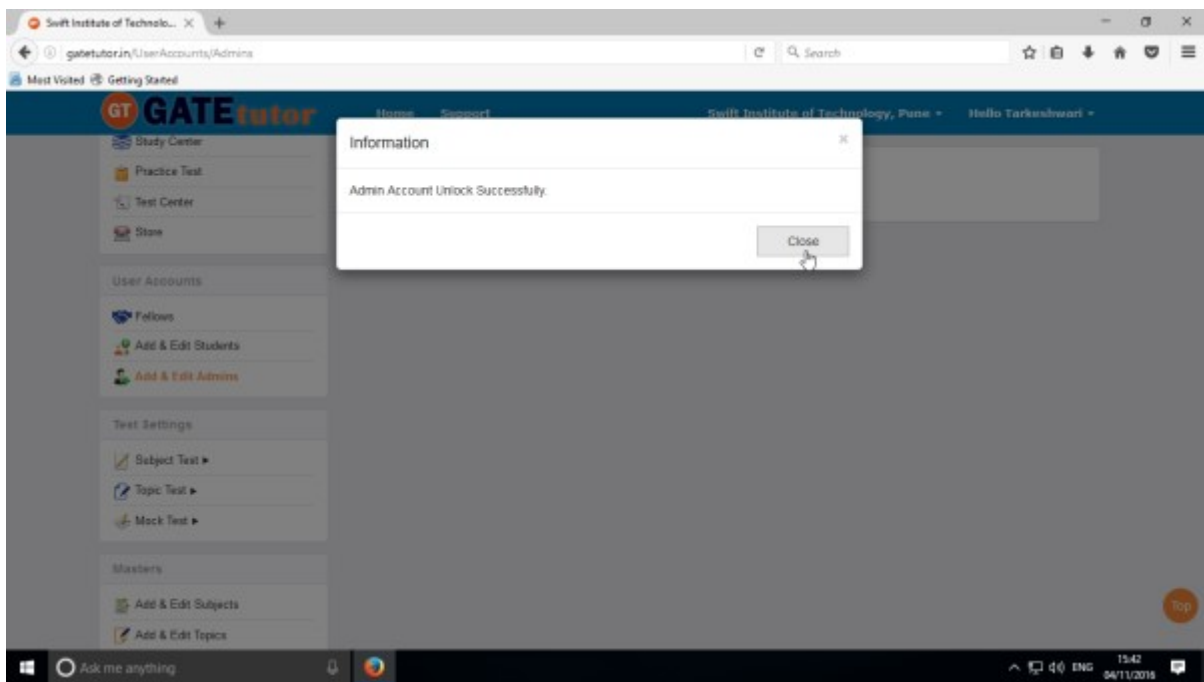 Swift Institute of Technolo...
gatetutor.in/UserAccounts/Admins
Search
Most Visited Getting Started
GT GATEtutor
Home Support Swift Institute of Technology, Pune Hello Tarkeshwari
Information
Admin Account Unlock Successfully.
Close
Study Center
Practice Test
Test Center
Store
User Accounts
Fellows
Add & Edit Students
Add & Edit Admins
Test Settings
Subject Test
Topic Test
Mock Test
Masters
Add & Edit Subjects
Add & Edit Topics
Top
Ask me anything
ENG
15:42
04/11/2016